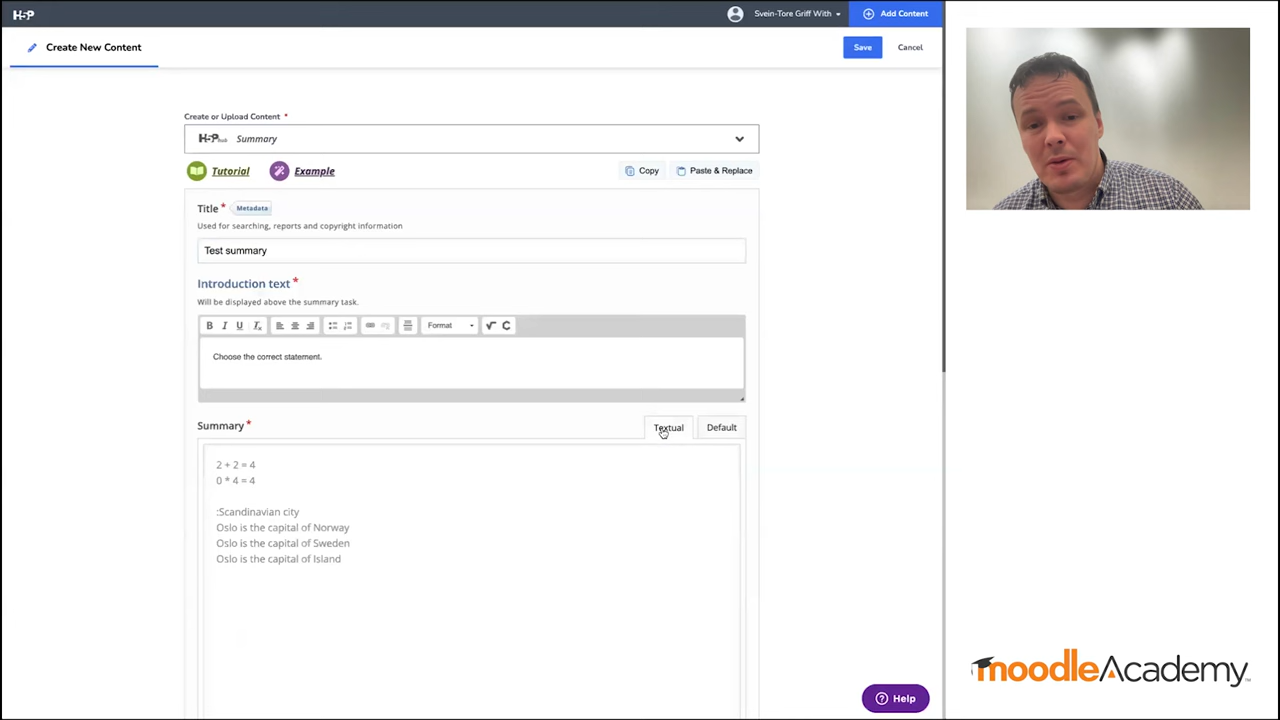 H5P
Svein-Tore Griff With
Add Content
Create New Content
Save
Cancel
Create or Upload Content *
H5P Summary
Tutorial
Example
Copy
Paste & Replace
Title * Metadata
Used for searching, reports and copyright information
Test summary
Introduction text *
Will be displayed above the summary task.
B I U Format
Choose the correct statement.
Summary *
Textual
Default
2 + 2 = 4
0 * 4 = 4
:Scandinavian city
Oslo is the capital of Norway
Oslo is the capital of Sweden
Oslo is the capital of Island
Help
moodleAcademy